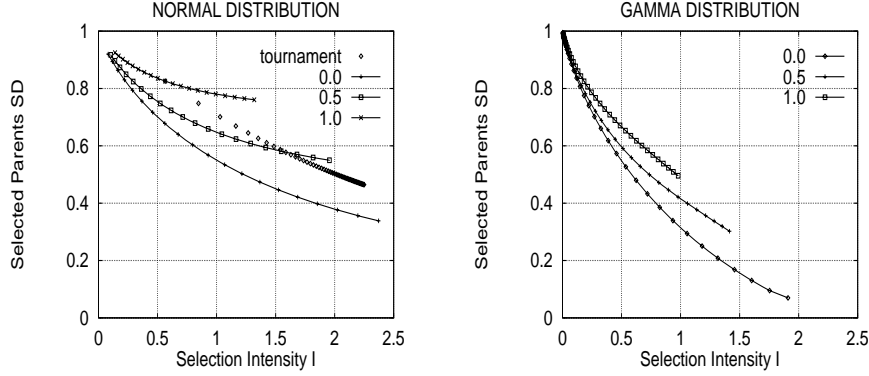 NORMAL DISTRIBUTION
1
0.8
0.6
0.4
0.2
0
Selected Parents SD
tournament
0.0
0.5
1.0
0 0.5 1 1.5 2 2.5
Selection Intensity I
GAMMA DISTRIBUTION
1
0.8
0.6
0.4
0.2
0
Selected Parents SD
0.0
0.5
1.0
0 0.5 1 1.5 2 2.5
Selection Intensity I